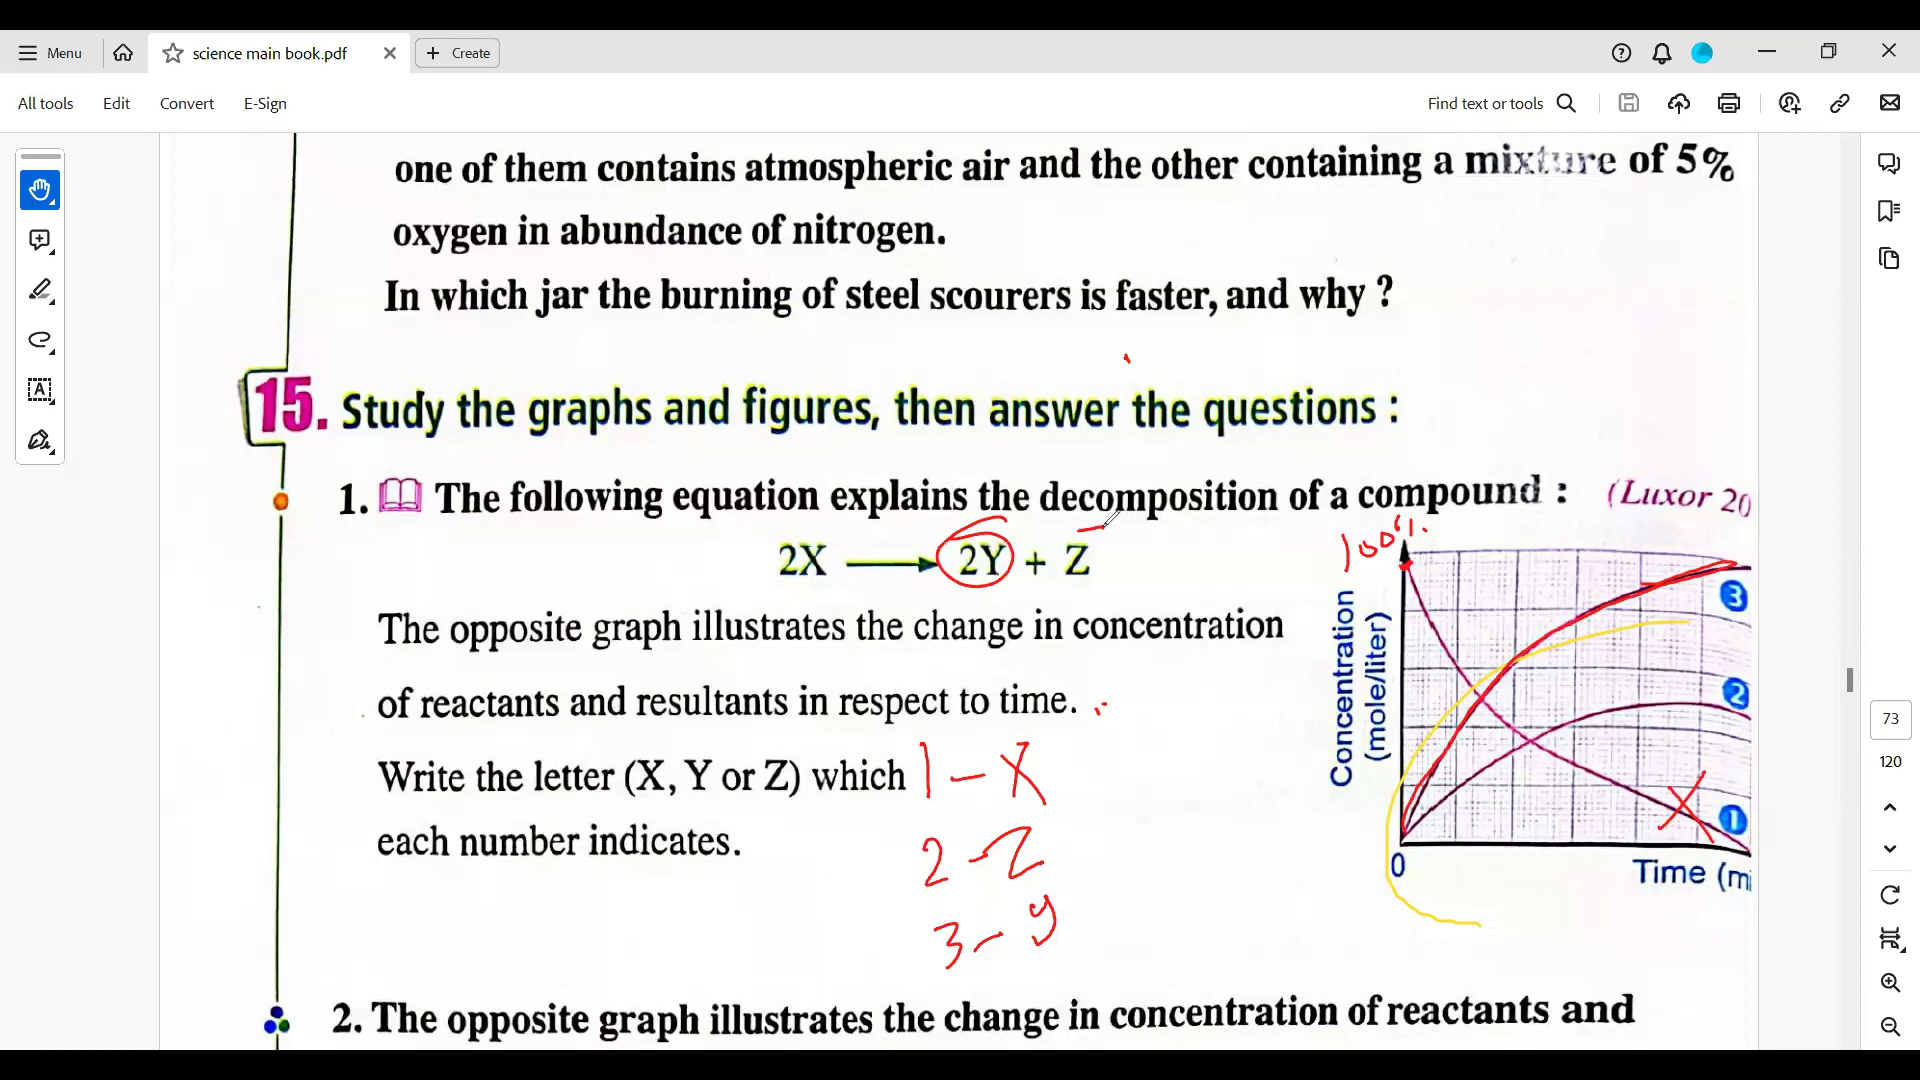 Menu science main book.pdf Create
All tools Edit Convert E-Sign Find text or tools
one of them contains atmospheric air and the other containing a mixture of 5%
oxygen in abundance of nitrogen.
In which jar the burning of steel scourers is faster, and why ?
15. Study the graphs and figures, then answer the questions :
1. The following equation explains the decomposition of a compound : (Luxor 20
2X → 2Y + Z
100%
The opposite graph illustrates the change in concentration
of reactants and resultants in respect to time.
Write the letter (X, Y or Z) which
each number indicates.
1 - X
2 - Z
3 - y
Concentration
(mole/liter)
3
2
1
X
0
Time (mi
2. The opposite graph illustrates the change in concentration of reactants and
73
120